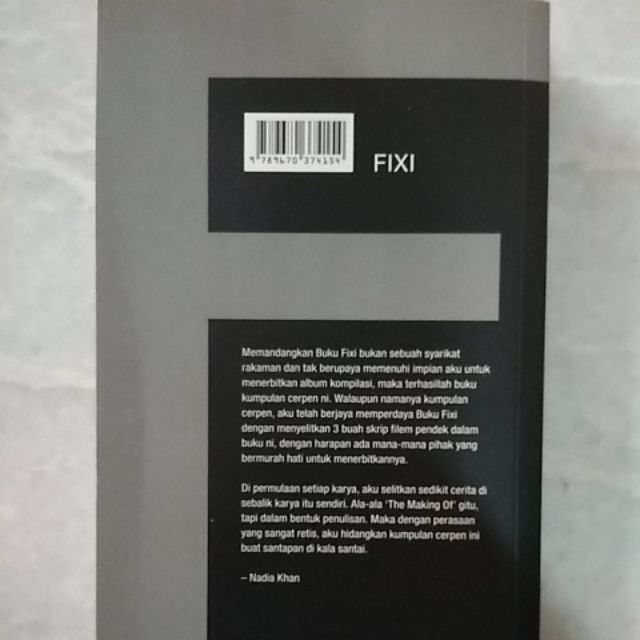 9 789670 374154
FIXI
Memandangkan Buku Fixi bukan sebuah syarikat
rakaman dan tak berupaya memenuhi impian aku untuk
menerbitkan album kompilasi, maka terhasillah buku
kumpulan cerpen ni. Walaupun namanya kumpulan
cerpen, aku telah berjaya memperdaya Buku Fixi
dengan menyelitkan 3 buah skrip filem pendek dalam
buku ni, dengan harapan ada mana-mana pihak yang
bermurah hati untuk menerbitkannya.
Di permulaan setiap karya, aku selitkan sedikit cerita di
sebalik karya itu sendiri. Ala-ala 'The Making Of' gitu,
tapi dalam bentuk penulisan. Maka dengan perasaan
yang sangat retis, aku hidangkan kumpulan cerpen ini
buat santapan di kala santai.
– Nadia Khan